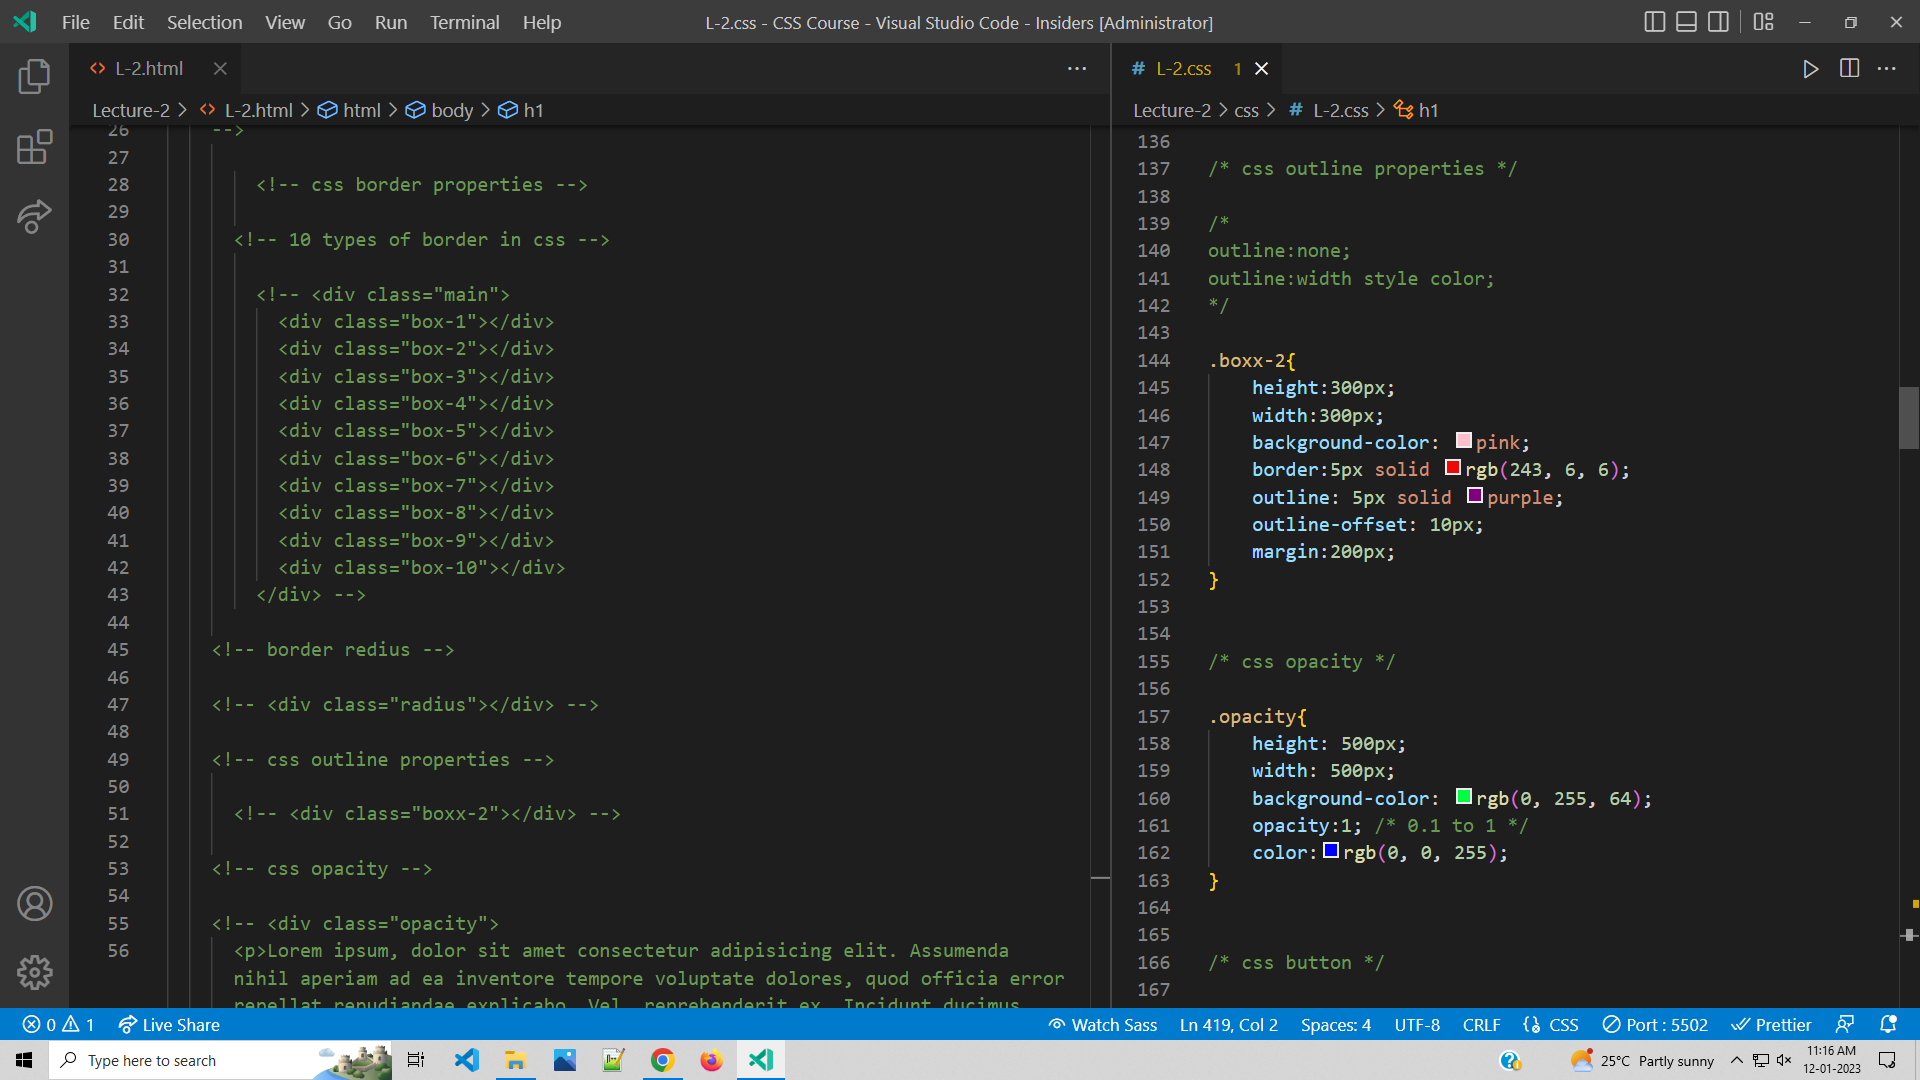 File Edit Selection View Go Run Terminal Help
L-2.css - CSS Course - Visual Studio Code - Insiders [Administrator]
L-2.html
Lecture-2 > L-2.html > html > body > h1
26 -->
27
28 <!-- css border properties -->
29
30 <!-- 10 types of border in css -->
31
32 <!-- <div class="main">
33 <div class="box-1"></div>
34 <div class="box-2"></div>
35 <div class="box-3"></div>
36 <div class="box-4"></div>
37 <div class="box-5"></div>
38 <div class="box-6"></div>
39 <div class="box-7"></div>
40 <div class="box-8"></div>
41 <div class="box-9"></div>
42 <div class="box-10"></div>
43 </div> -->
44
45 <!-- border redius -->
46
47 <!-- <div class="radius"></div> -->
48
49 <!-- css outline properties -->
50
51 <!-- <div class="boxx-2"></div> -->
52
53 <!-- css opacity -->
54
55 <!-- <div class="opacity">
56 <p>Lorem ipsum, dolor sit amet consectetur adipisicing elit. Assumenda
nihil aperiam ad ea inventore tempore voluptate dolores, quod officia error
repellat repudiandae explicabo. Vel, reprehenderit ex. Incidunt ducimus
# L-2.css 1
Lecture-2 > css > # L-2.css > h1
136
137 /* css outline properties */
138
139 /*
140 outline:none;
141 outline:width style color;
142 */
143
144 .boxx-2{
145 height:300px;
146 width:300px;
147 background-color: pink;
148 border:5px solid rgb(243, 6, 6);
149 outline: 5px solid purple;
150 outline-offset: 10px;
151 margin:200px;
152 }
153
154
155 /* css opacity */
156
157 .opacity{
158 height: 500px;
159 width: 500px;
160 background-color: rgb(0, 255, 64);
161 opacity:1; /* 0.1 to 1 */
162 color:rgb(0, 0, 255);
163 }
164
165
166 /* css button */
167
0 1 Live Share
Watch Sass Ln 419, Col 2 Spaces: 4 UTF-8 CRLF CSS Port : 5502 Prettier
Type here to search
25°C Partly sunny
11:16 AM
12-01-2023